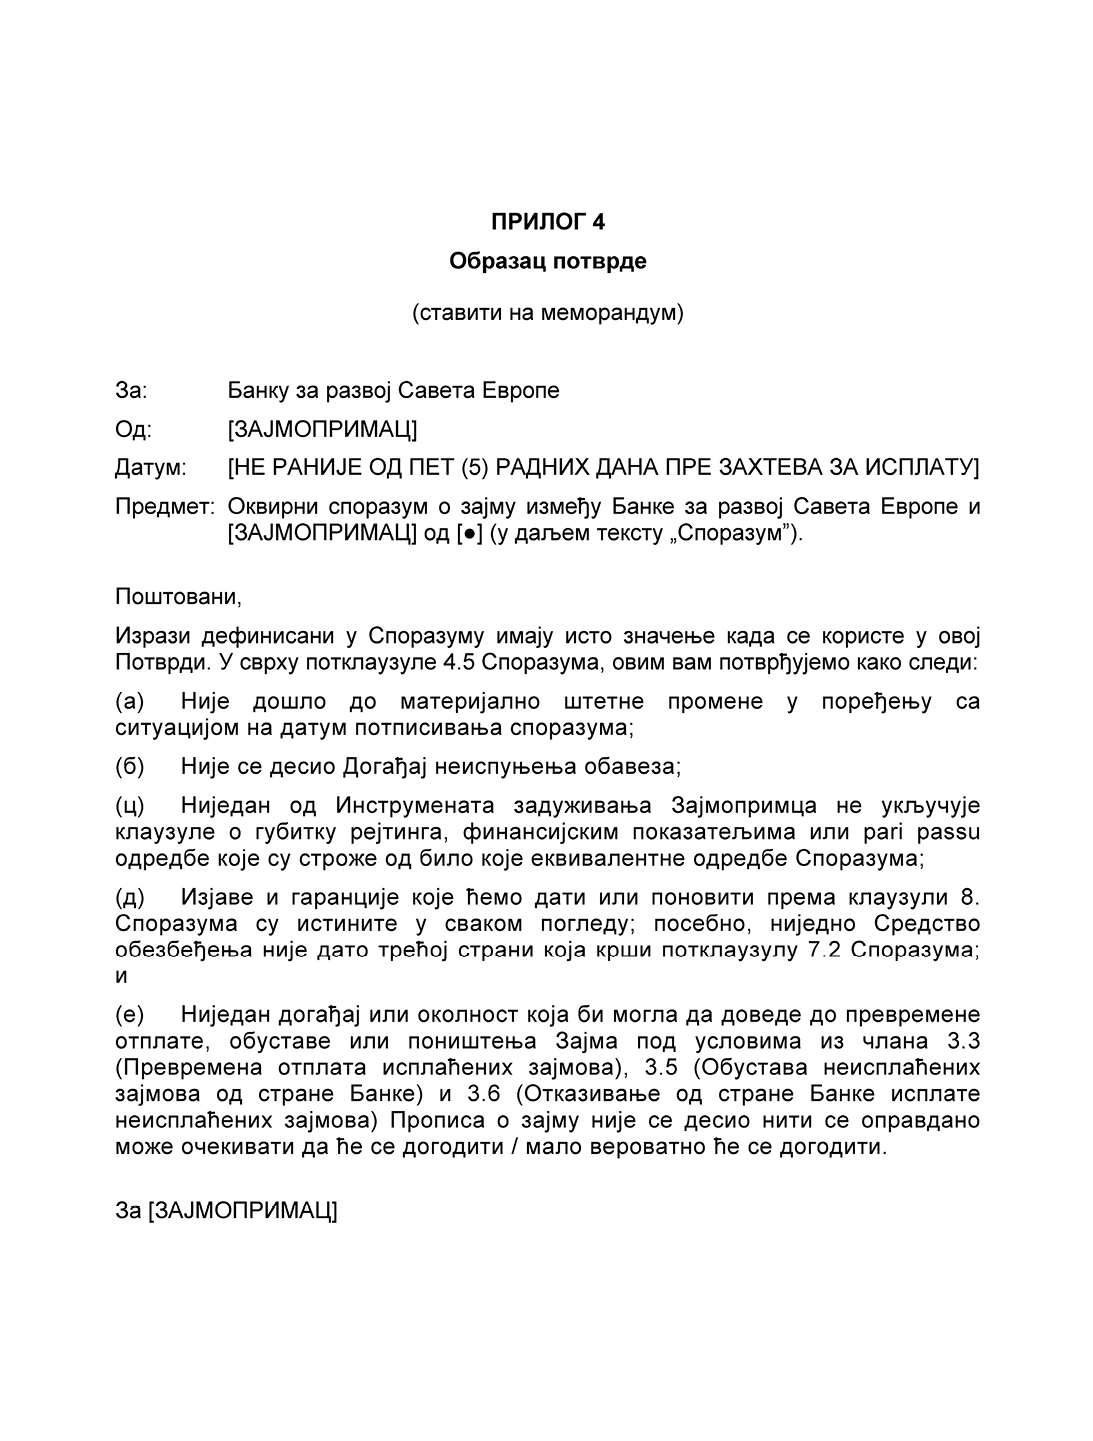 ПРИЛОГ 4
Образац потврде
(ставити на меморандум)
За: Банку за развој Савета Европе
Од: [ЗАЈМОПРИМАЦ]
Датум: [НЕ РАНИЈЕ ОД ПЕТ (5) РАДНИХ ДАНА ПРЕ ЗАХТЕВА ЗА ИСПЛАТУ]
Предмет: Оквирни споразум о зајму између Банке за развој Савета Европе и
[ЗАЈМОПРИМАЦ] од [●] (у даљем тексту „Споразум”).
Поштовани,
Изрази дефинисани у Споразуму имају исто значење када се користе у овој
Потврди. У сврху потклаузуле 4.5 Споразума, овим вам потврђујемо како следи:
(а) Није дошло до материјално штетне промене у поређењу са
ситуацијом на датум потписивања споразума;
(б) Није се десио Догађај неиспуњења обавеза;
(ц) Ниједан од Инструмената задуживања Зајмопримца не укључује
клаузуле о губитку рејтинга, финансијским показатељима или pari passu
одредбе које су строже од било које еквивалентне одредбе Споразума;
(д) Изјаве и гаранције које ћемо дати или поновити према клаузули 8.
Споразума су истините у сваком погледу; посебно, ниједно Средство
обезбеђења није дато трећој страни која крши потклаузулу 7.2 Споразума;
и
(е) Ниједан догађај или околност која би могла да доведе до превремене
отплате, обуставе или поништења Зајма под условима из члана 3.3
(Превремена отплата исплаћених зајмова), 3.5 (Обустава неисплаћених
зајмова од стране Банке) и 3.6 (Отказивање од стране Банке исплате
неисплаћених зајмова) Прописа о зајму није се десио нити се оправдано
може очекивати да ће се догодити / мало вероватно ће се догодити.
За [ЗАЈМОПРИМАЦ]